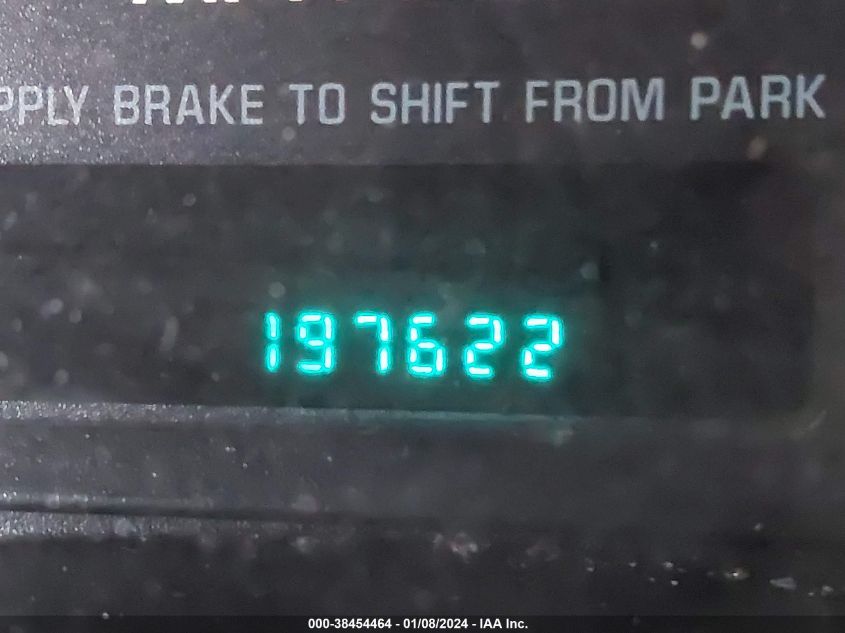 PPLY BRAKE TO SHIFT FROM PARK
197622
000-38454464 - 01/08/2024 - IAA Inc.